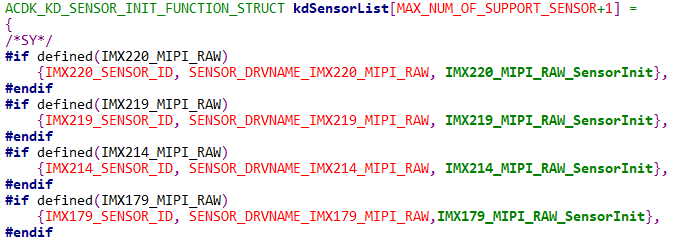 ACDK_KD_SENSOR_INIT_FUNCTION_STRUCT kdSensorList[MAX_NUM_OF_SUPPORT_SENSOR+1] =
{
/*SY*/
#if defined(IMX220_MIPI_RAW)
    {IMX220_SENSOR_ID, SENSOR_DRVNAME_IMX220_MIPI_RAW, IMX220_MIPI_RAW_SensorInit},
#endif
#if defined(IMX219_MIPI_RAW)
    {IMX219_SENSOR_ID, SENSOR_DRVNAME_IMX219_MIPI_RAW, IMX219_MIPI_RAW_SensorInit},
#endif
#if defined(IMX214_MIPI_RAW)
    {IMX214_SENSOR_ID, SENSOR_DRVNAME_IMX214_MIPI_RAW, IMX214_MIPI_RAW_SensorInit},
#endif
#if defined(IMX179_MIPI_RAW)
    {IMX179_SENSOR_ID, SENSOR_DRVNAME_IMX179_MIPI_RAW,IMX179_MIPI_RAW_SensorInit},
#endif